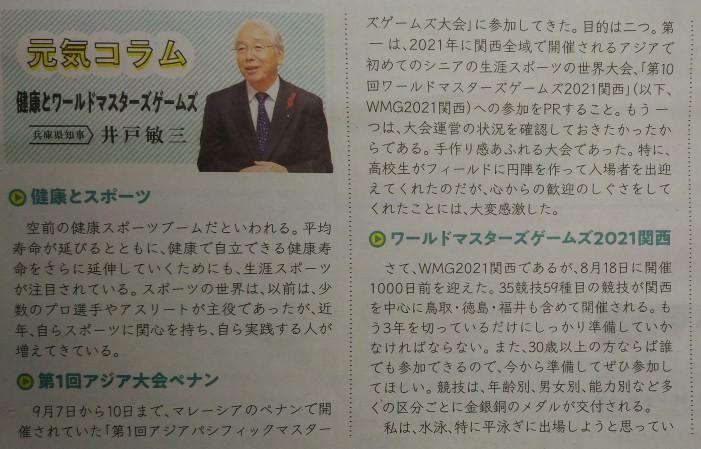 元気コラム
健康とワールドマスターズゲームズ
兵庫県知事 井戸敏三
健康とスポーツ
空前の健康スポーツブームだといわれる。平均
寿命が延びるとともに、健康で自立できる健康寿
命をさらに延伸していくためにも、生涯スポーツ
が注目されている。スポーツの世界は、以前は、少
数のプロ選手やアスリートが主役であったが、近
年、自らスポーツに関心を持ち、自ら実践する人が
増えてきている。
第1回アジア大会ペナン
9月7日から10日まで、マレーシアのペナンで開
催されていた「第1回アジアパシフィックマスター
ズゲームズ大会」に参加してきた。目的は二つ。第
一は、2021年に関西全域で開催されるアジアで
初めてのシニアの生涯スポーツの世界大会、「第10
回ワールドマスターズゲームズ2021関西」(以下、
WMG2021関西)への参加をPRすること。もう一
つは、大会運営の状況を確認しておきたかったか
らである。手作り感あふれる大会であった。特に、
高校生がフィールドに円陣を作って入場者を出迎
えてくれたのだが、心からの歓迎のしぐさをして
くれたことには、大変感激した。
ワールドマスターズゲームズ2021関西
さて、WMG2021関西であるが、8月18日に開催
1000日前を迎えた。35競技59種目の競技が関西
を中心に鳥取・徳島・福井も含めて開催される。も
う3年を切っているだけにしっかり準備していか
なければならない。また、30歳以上の方ならば誰
でも参加できるので、今から準備してぜひ参加し
てほしい。競技は、年齢別、男女別、能力別など多
くの区分ごとに金銀銅のメダルが交付される。
私は、水泳、特に平泳ぎに出場しようと思ってい